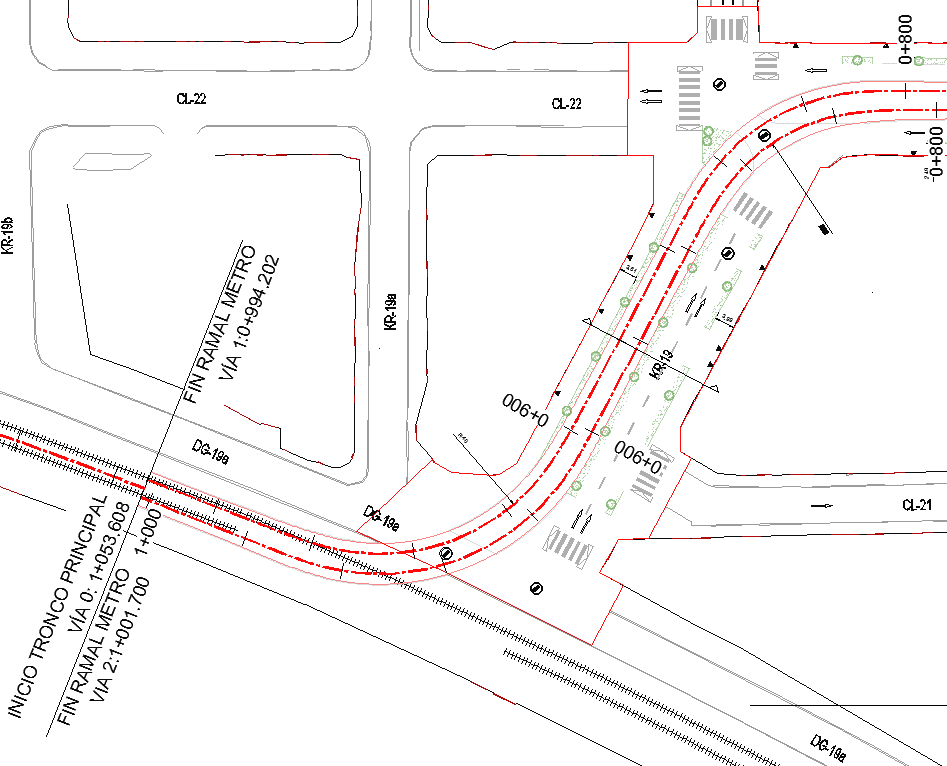 0+800
CL-22
CL-22
0+800
KR-19b
FIN RAMAL METRO
VÍA 1:0+994.202
KR-19a
KR-19
0+900
0+900
DG-19a
DG-19a
CL-21
INICIO TRONCO PRINCIPAL
VÍA 0: 1+053.608
FIN RAMAL METRO
VIA 2:1+001.700
1+000
DG-19a